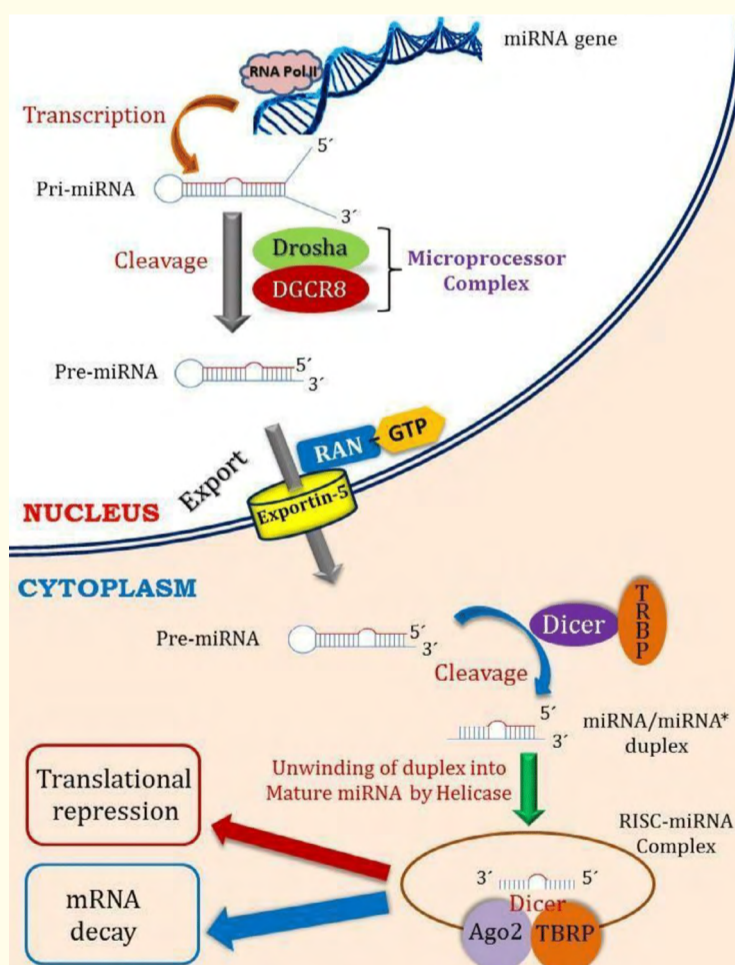 miRNA gene
RNA Pol II
Transcription
5´
Pri-miRNA
3´
Cleavage
Drosha
DGCR8
Microprocessor
Complex
Pre-miRNA
5´
3´
RAN
GTP
Export
Exportin-5
NUCLEUS
CYTOPLASM
Pre-miRNA
5´
3´
Dicer
TRBP
Cleavage
5´
3´
miRNA/miRNA*
duplex
Unwinding of duplex into
Mature miRNA by Helicase
Translational
repression
RISC-miRNA
Complex
3´
5´
Dicer
Ago2
TBRP
mRNA
decay